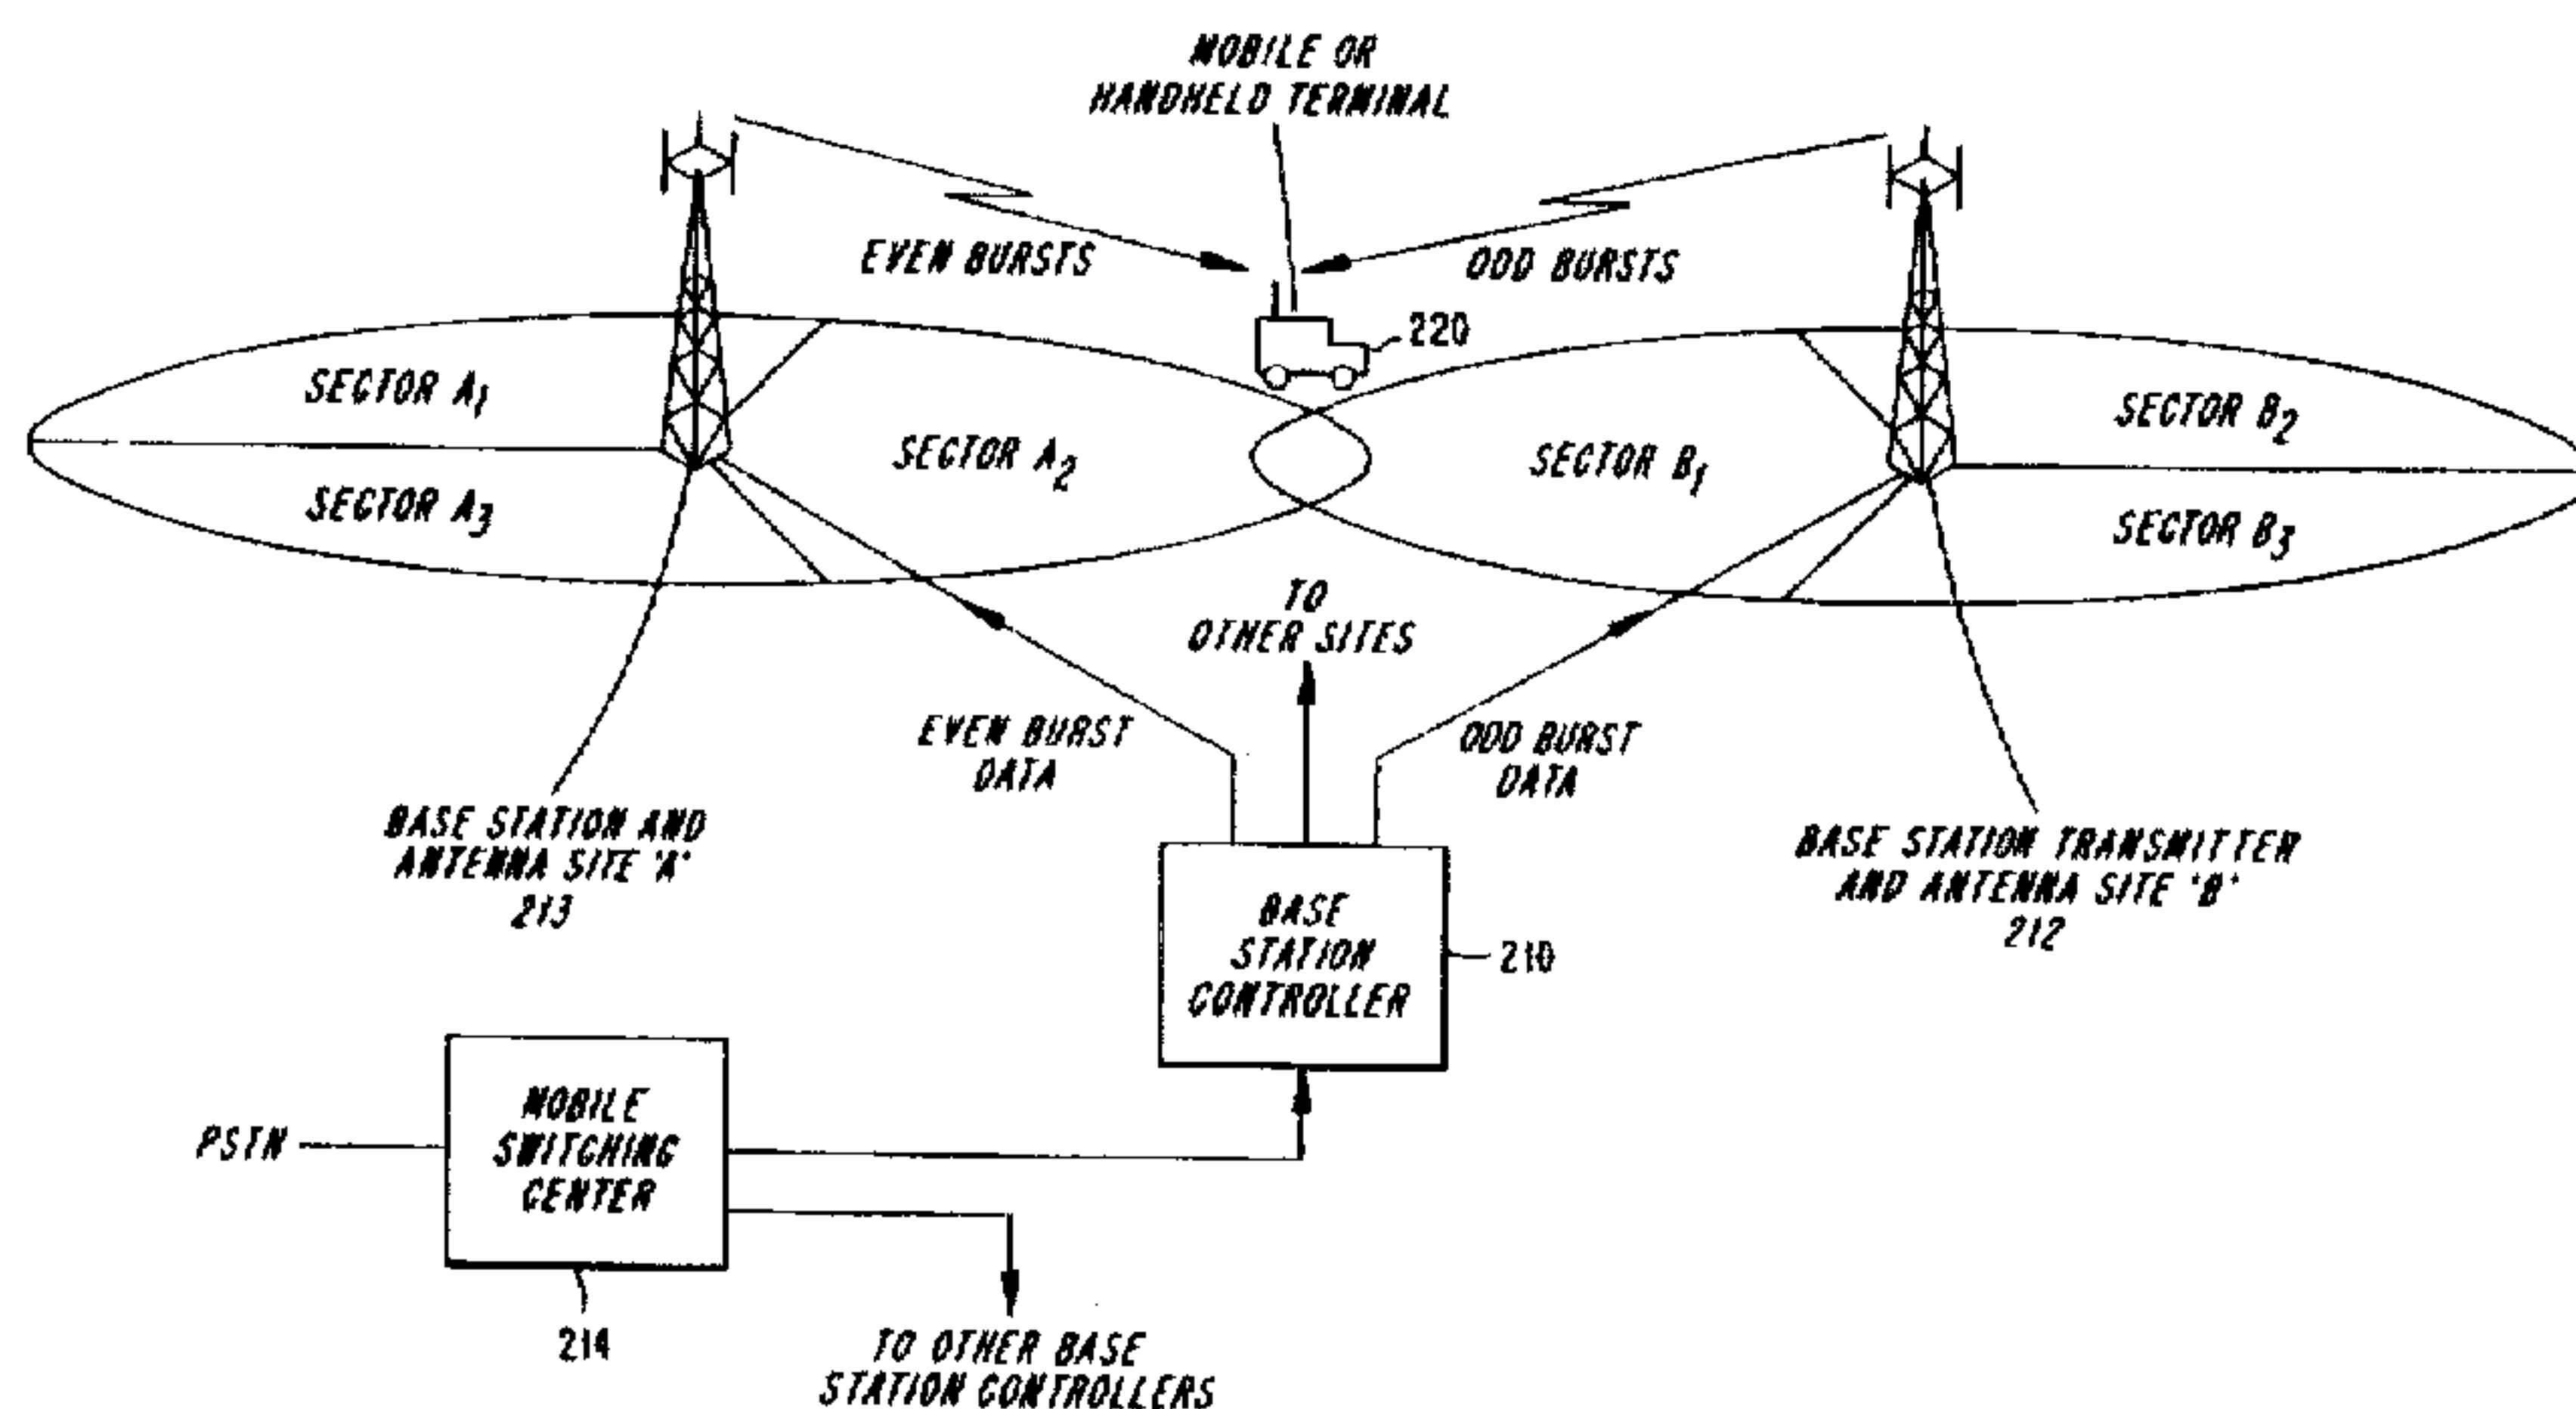 MOBILE OR
HANDHELD TERMINAL
EVEN BURSTS
ODD BURSTS
220
SECTOR A1
SECTOR A2
SECTOR A3
SECTOR B1
SECTOR B2
SECTOR B3
TO
OTHER SITES
EVEN BURST
DATA
ODD BURST
DATA
BASE STATION AND
ANTENNA SITE 'A'
213
BASE STATION TRANSMITTER
AND ANTENNA SITE 'B'
212
BASE
STATION
CONTROLLER
210
PSTN
MOBILE
SWITCHING
CENTER
214
TO OTHER BASE
STATION CONTROLLERS